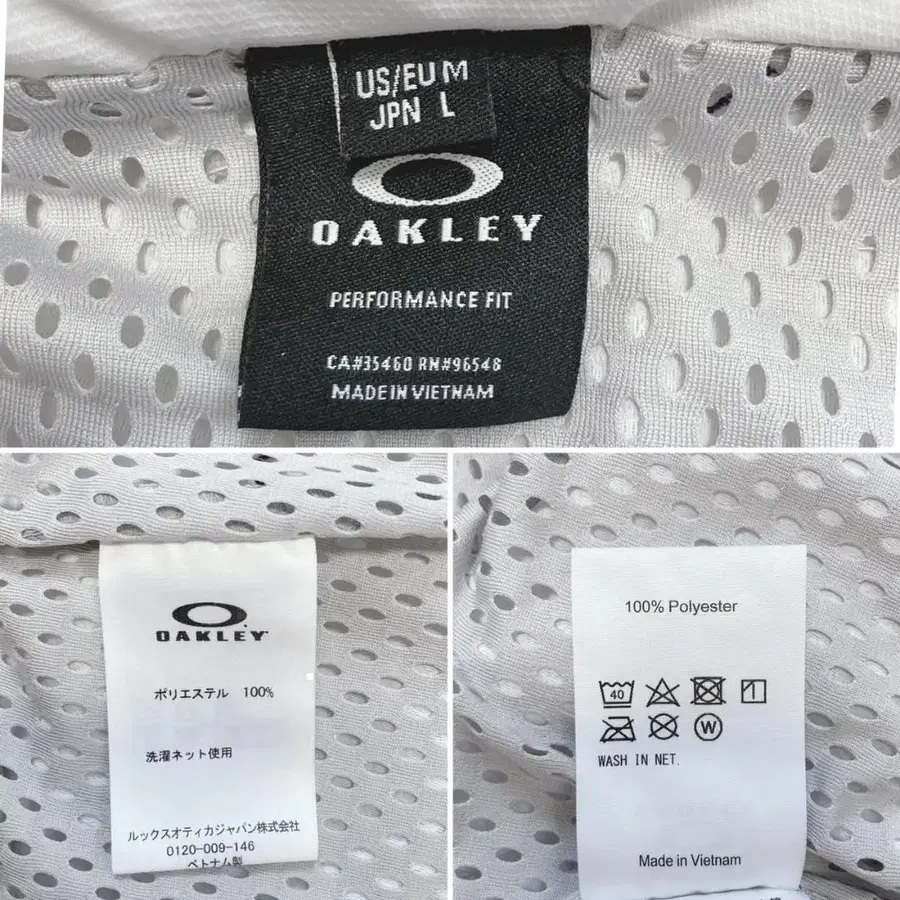 US/EU M
JPN L
OAKLEY
PERFORMANCE FIT
CA#35460 RN#96548
MADE IN VIETNAM
OAKLEY
ポリエステル 100%
洗濯ネット使用
ルックスオティカジャパン株式会社
0120-009-146
ベトナム製
100% Polyester
40 1
W
WASH IN NET.
Made in Vietnam